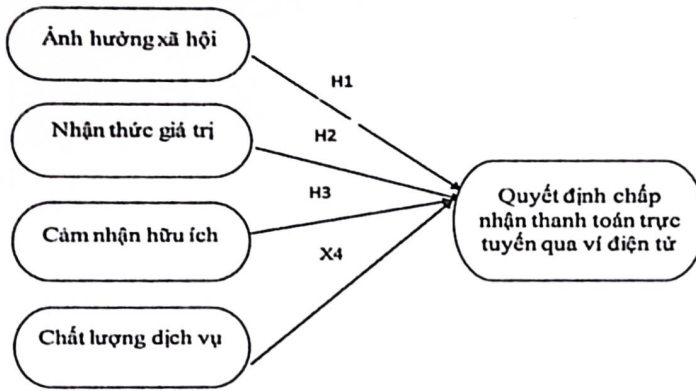 Ảnh hưởng xã hội
H1
Nhận thức giá trị
H2
H3
Cảm nhận hữu ích
X4
Chất lượng dịch vụ
Quyết định chấp
nhận thanh toán trực
tuyến qua ví điện tử